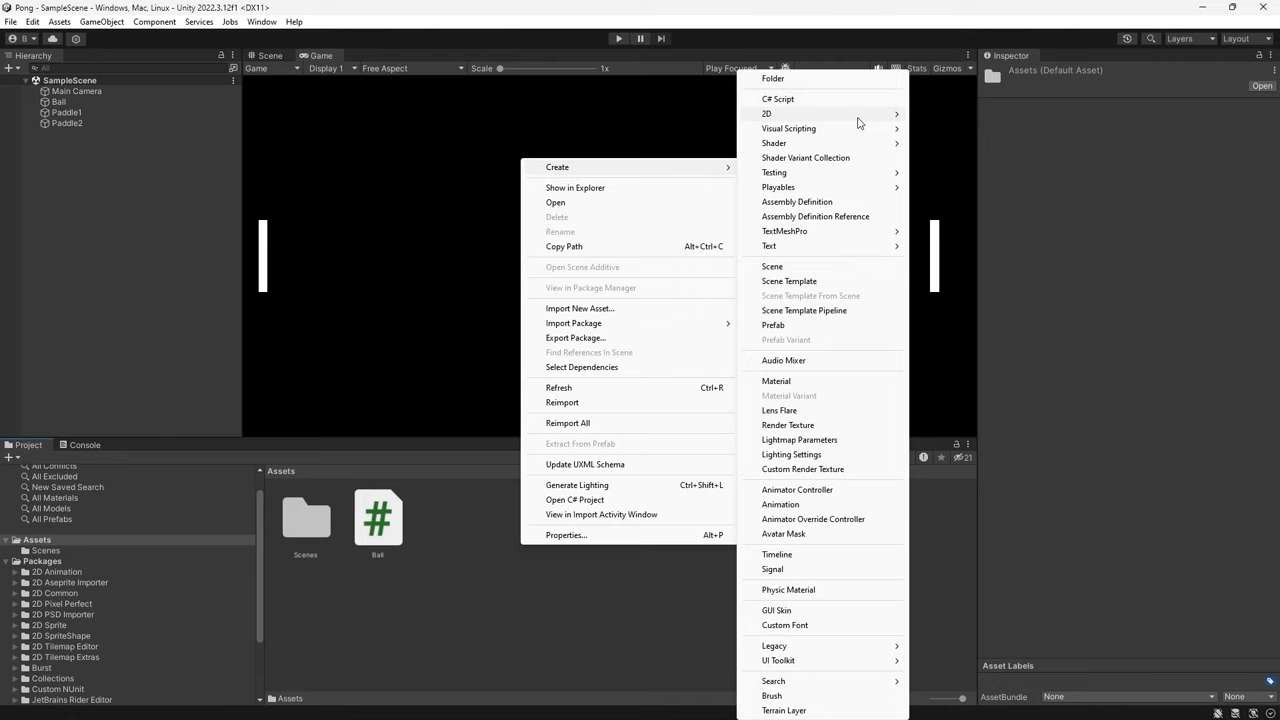 Pong - SampleScene - Windows, Mac, Linux - Unity 2022.3.12f1 <DX11>
File Edit Assets GameObject Component Services Jobs Window Help
B
Layers Layout
Hierarchy
All
SampleScene
Main Camera
Ball
Paddle1
Paddle2
Scene Game
Game Display 1 Free Aspect Scale 1x Play Focused Stats Gizmos
Inspector
Assets (Default Asset)
Open
Create
Show in Explorer
Open
Delete
Rename
Copy Path Alt+Ctrl+C
Open Scene Additive
View in Package Manager
Import New Asset...
Import Package
Export Package...
Find References In Scene
Select Dependencies
Refresh Ctrl+R
Reimport
Reimport All
Extract From Prefab
Update UXML Schema
Generate Lighting Ctrl+Shift+L
Open C# Project
View in Import Activity Window
Properties... Alt+P
Folder
C# Script
2D
Visual Scripting
Shader
Shader Variant Collection
Testing
Playables
Assembly Definition
Assembly Definition Reference
TextMeshPro
Text
Scene
Scene Template
Scene Template From Scene
Scene Template Pipeline
Prefab
Prefab Variant
Audio Mixer
Material
Material Variant
Lens Flare
Render Texture
Lightmap Parameters
Lighting Settings
Custom Render Texture
Animator Controller
Animation
Animator Override Controller
Avatar Mask
Timeline
Signal
Physic Material
GUI Skin
Custom Font
Legacy
UI Toolkit
Search
Brush
Terrain Layer
Project Console
21
All Conflicts
All Excluded
New Saved Search
All Materials
All Models
All Prefabs
Assets
Scenes
Packages
2D Animation
2D Aseprite Importer
2D Common
2D Pixel Perfect
2D PSD Importer
2D Sprite
2D SpriteShape
2D Tilemap Editor
2D Tilemap Extras
Burst
Collections
Custom NUnit
JetBrains Rider Editor
Assets
#
Scenes Ball
Assets
Asset Labels
AssetBundle None None